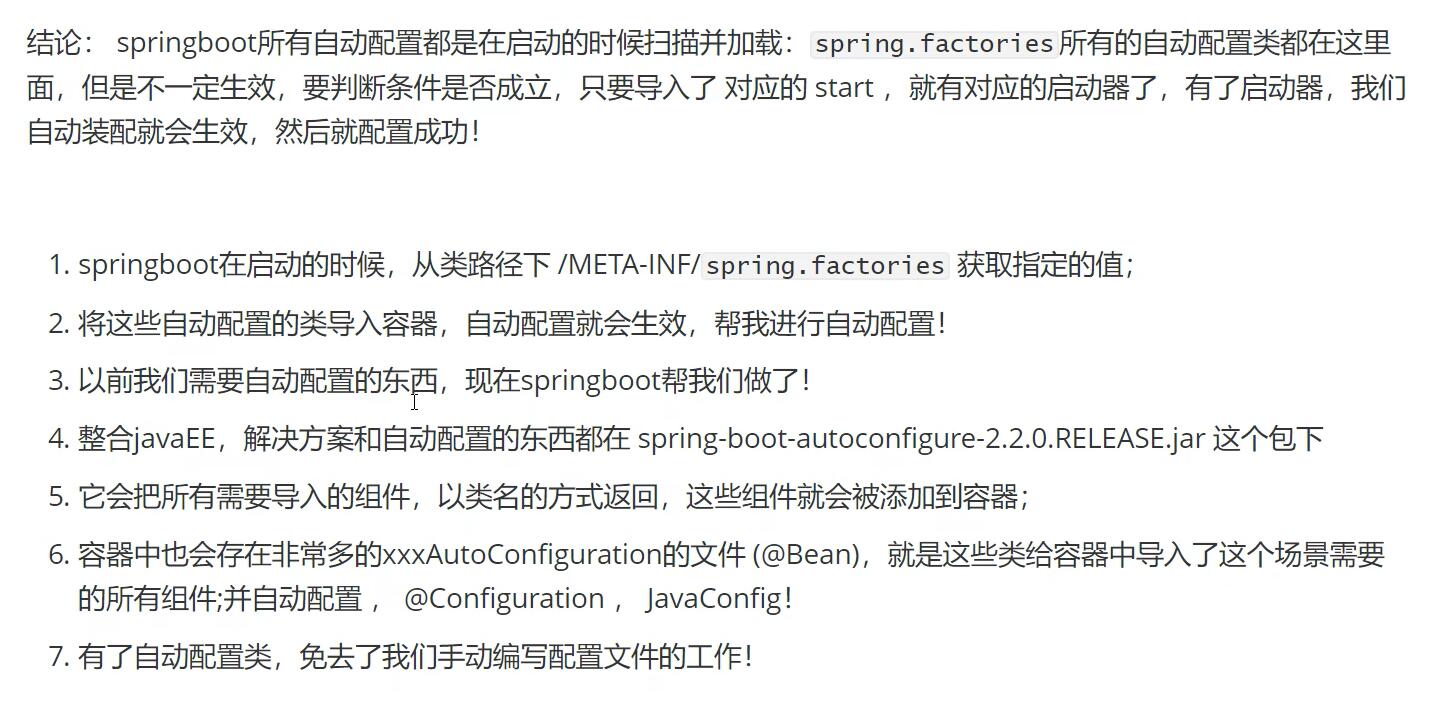 结论： springboot所有自动配置都是在启动的时候扫描并加载：spring.factories所有的自动配置类都在这里
面，但是不一定生效，要判断条件是否成立，只要导入了 对应的 start ，就有对应的启动器了，有了启动器，我们
自动装配就会生效，然后就配置成功！
1. springboot在启动的时候，从类路径下 /META-INF/spring.factories 获取指定的值；
2. 将这些自动配置的类导入容器，自动配置就会生效，帮我进行自动配置！
3. 以前我们需要自动配置的东西，现在springboot帮我们做了！
4. 整合javaEE，解决方案和自动配置的东西都在 spring-boot-autoconfigure-2.2.0.RELEASE.jar 这个包下
5. 它会把所有需要导入的组件，以类名的方式返回，这些组件就会被添加到容器；
6. 容器中也会存在非常多的xxxAutoConfiguration的文件 (@Bean)，就是这些类给容器中导入了这个场景需要
的所有组件;并自动配置 ， @Configuration ， JavaConfig！
7. 有了自动配置类，免去了我们手动编写配置文件的工作！